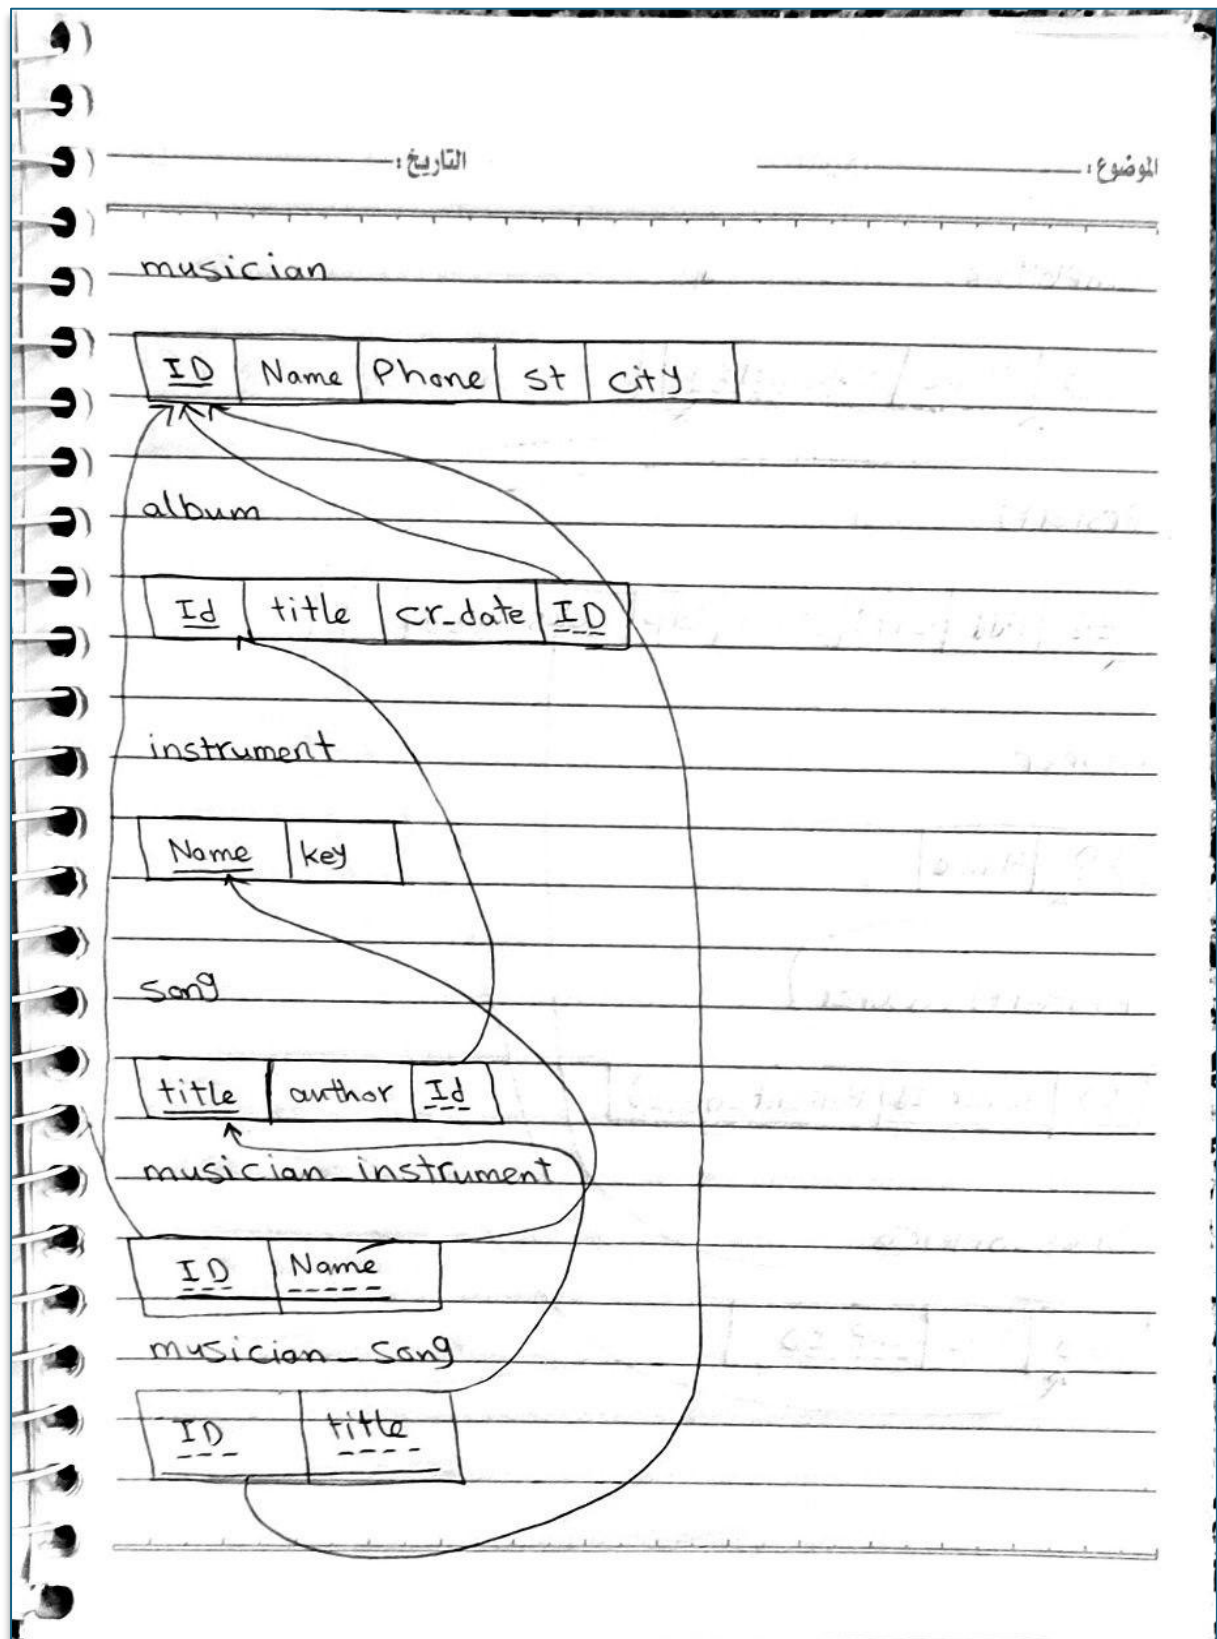 الموضوع: التاريخ:
musician
ID Name Phone st city
album
Id title cr_date ID
instrument
Name key
song
title author Id
musician_instrument
ID Name
musician_song
ID title